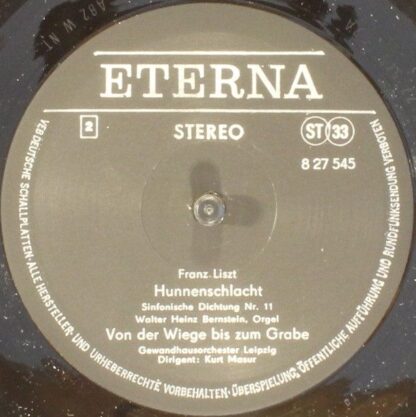 ETERNA
2
STEREO
ST 33
8 27 545
Franz Liszt
Hunnenschlacht
Sinfonische Dichtung Nr. 11
Walter Heinz Bernstein, Orgel
Von der Wiege bis zum Grabe
Gewandhausorchester Leipzig
Dirigent: Kurt Masur
VEB DEUTSCHE SCHALLPLATTEN · ALLE HERSTELLER- UND URHEBERRECHTE VORBEHALTEN · ÜBERSPIELUNG, ÖFFENTLICHE AUFFÜHRUNG UND RUNDFUNKSENDUNG VERBOTEN